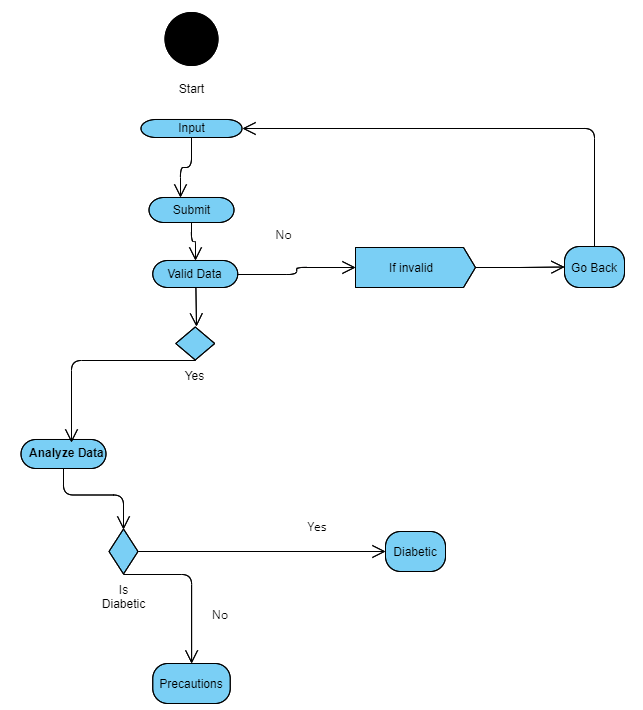 Start
Input
Submit
No
Valid Data
If invalid
Go Back
Yes
Analyze Data
Yes
Diabetic
Is
Diabetic
No
Precautions